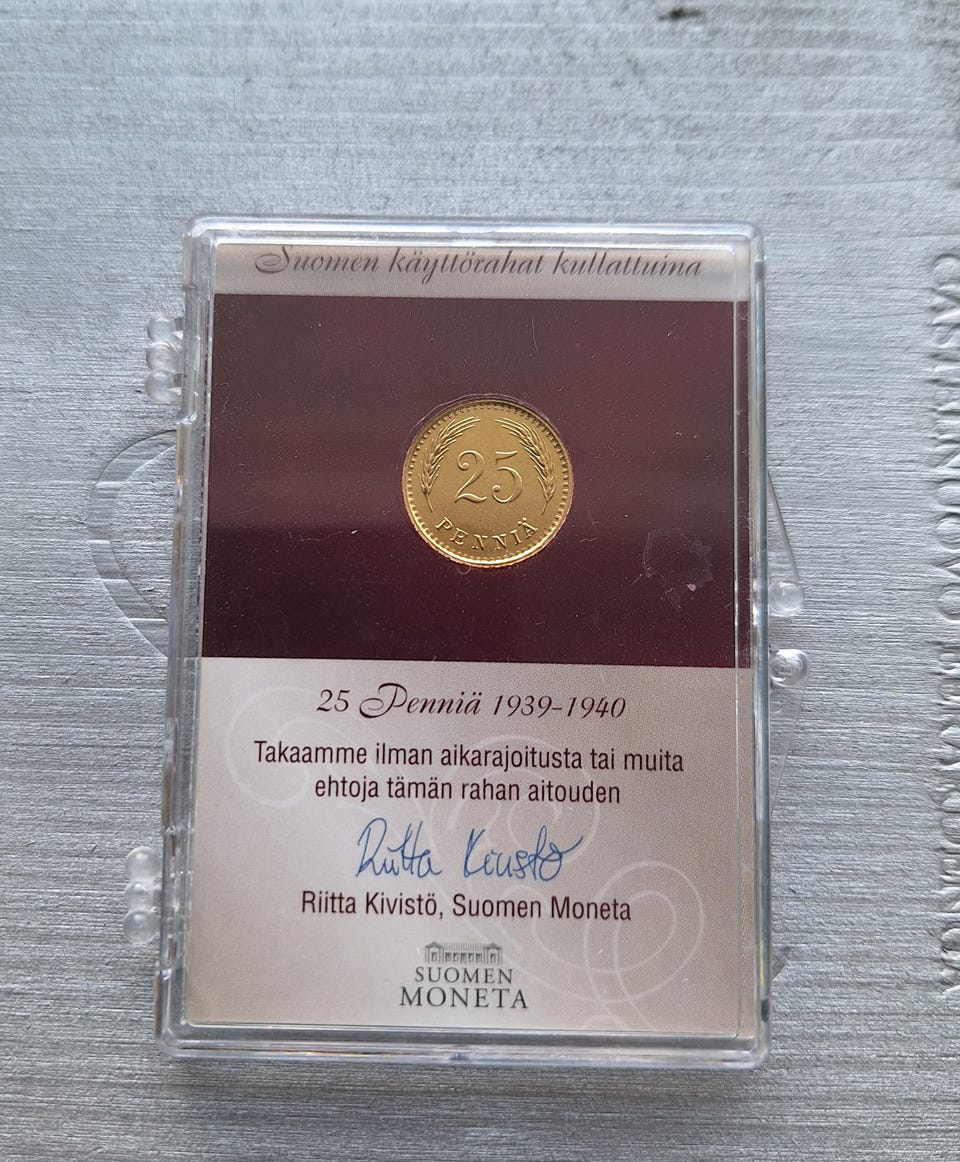 Suomen käyttörahat kullattuina
25
PENNIÄ
25 Penniä 1939-1940
Takaamme ilman aikarajoitusta tai muita
ehtoja tämän rahan aitouden
Riitta Kivistö
Riitta Kivistö, Suomen Moneta
SUOMEN
MONETA